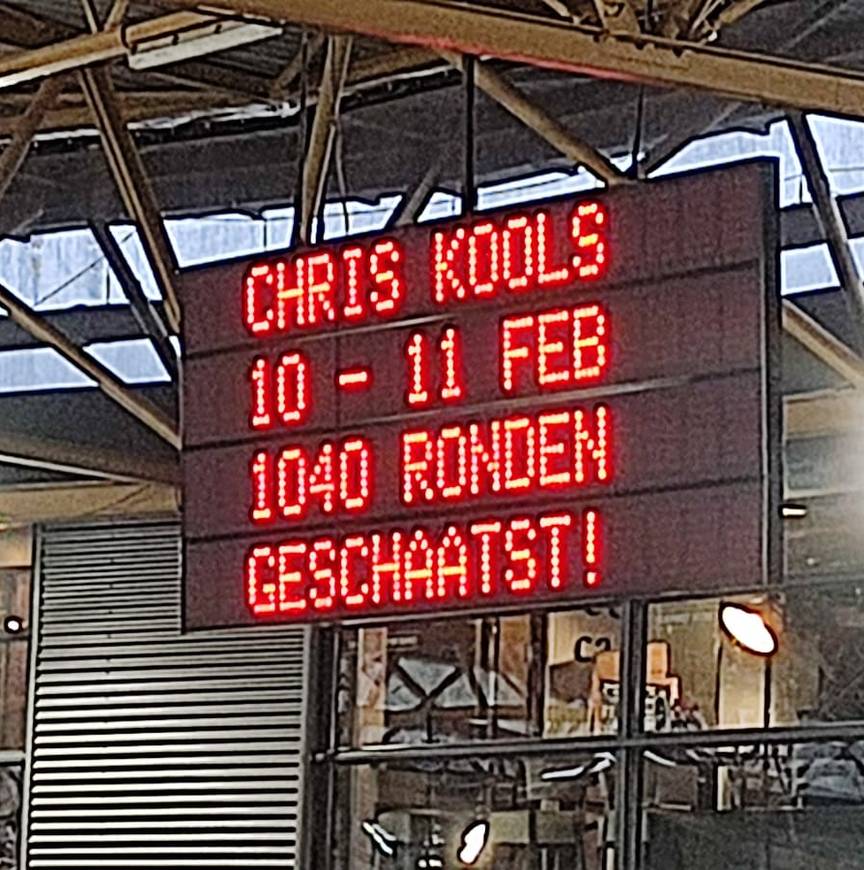 CHRIS KOOLS
10 - 11 FEB
1040 RONDEN
GESCHAATST!